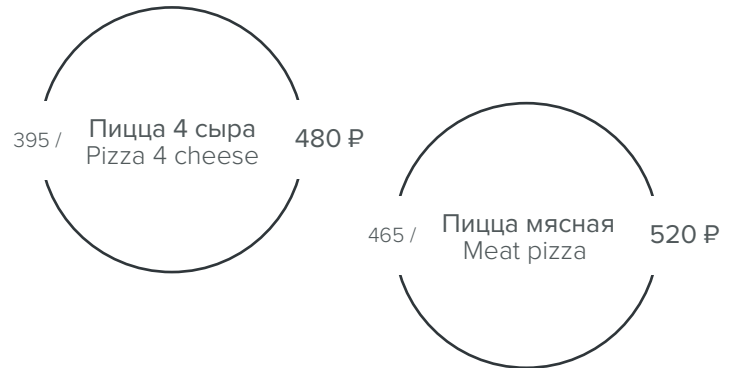 395 /
Пицца 4 сыра
Pizza 4 cheese
480 ₽
465 /
Пицца мясная
Meat pizza
520 ₽